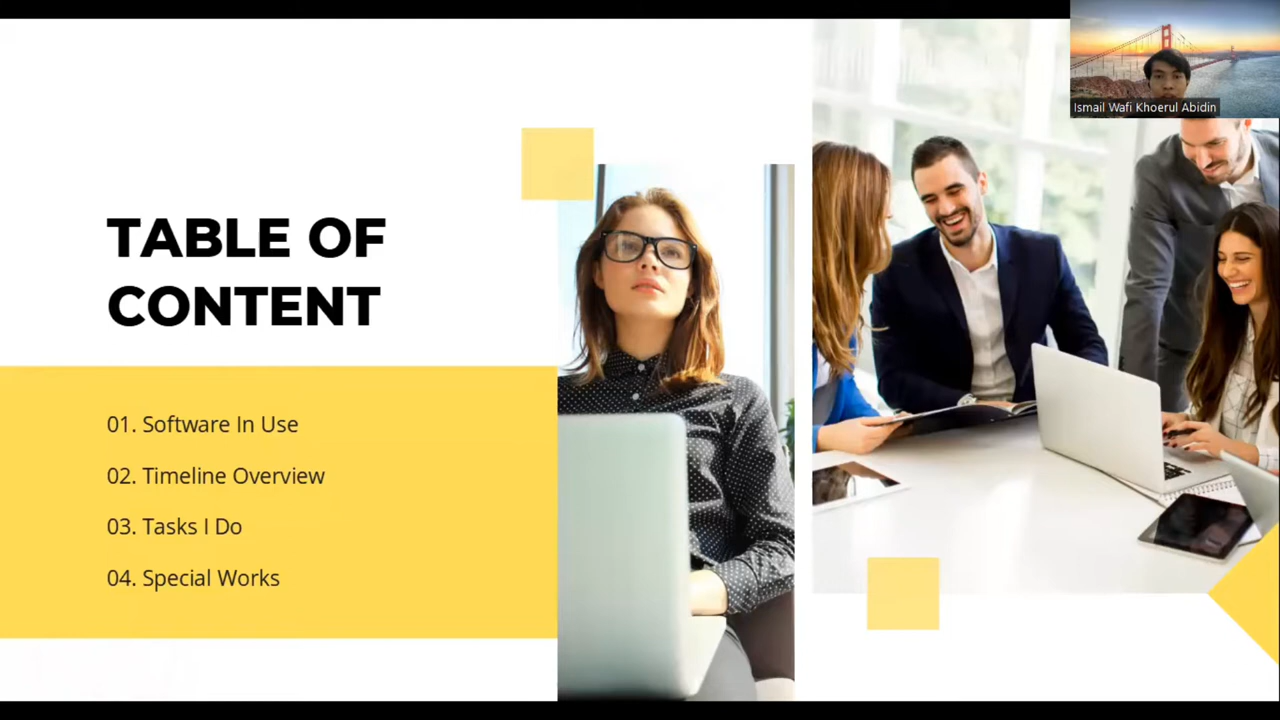 TABLE OF
CONTENT
01. Software In Use
02. Timeline Overview
03. Tasks I Do
04. Special Works
Ismail Wafi Khoerul Abidin